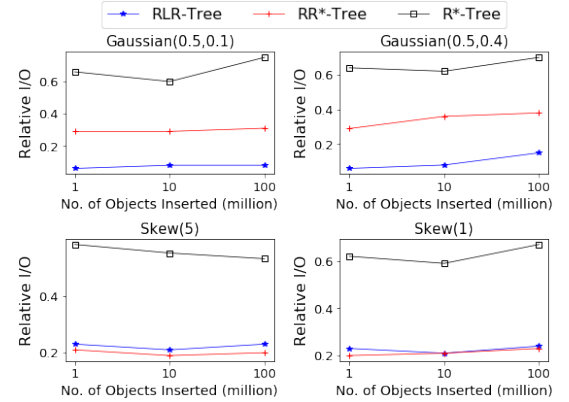 RLR-Tree RR*-Tree R*-Tree
Gaussian(0.5,0.1)
Relative I/O
0.6
0.4
0.2
1 10 100
No. of Objects Inserted (million)
Gaussian(0.5,0.4)
Relative I/O
0.6
0.4
0.2
1 10 100
No. of Objects Inserted (million)
Skew(5)
Relative I/O
0.4
0.2
1 10 100
No. of Objects Inserted (million)
Skew(1)
Relative I/O
0.6
0.4
0.2
1 10 100
No. of Objects Inserted (million)